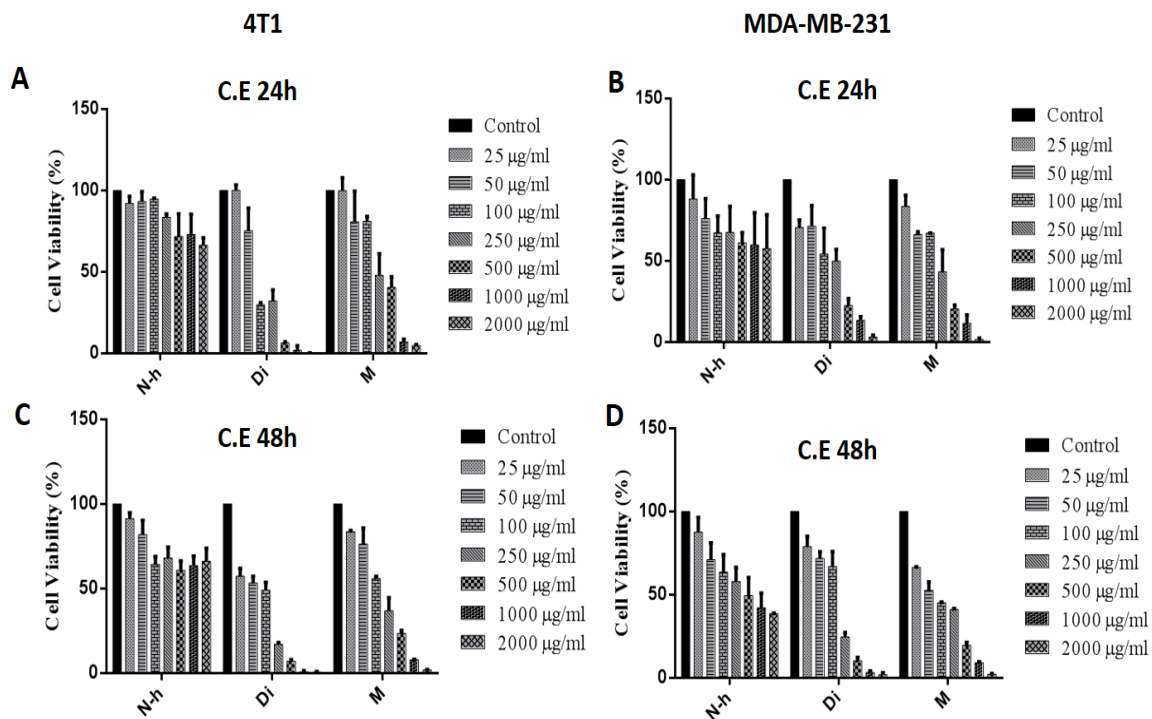 4T1
MDA-MB-231
A
C.E 24h
Cell Viability (%)
150
100
50
0
N-h
Di
M
Control
25 µg/ml
50 µg/ml
100 µg/ml
250 µg/ml
500 µg/ml
1000 µg/ml
2000 µg/ml
B
C.E 24h
Cell Viability (%)
150
100
50
0
N-h
Di
M
Control
25 µg/ml
50 µg/ml
100 µg/ml
250 µg/ml
500 µg/ml
1000 µg/ml
2000 µg/ml
C
C.E 48h
Cell Viability (%)
150
100
50
0
N-h
Di
M
Control
25 µg/ml
50 µg/ml
100 µg/ml
250 µg/ml
500 µg/ml
1000 µg/ml
2000 µg/ml
D
C.E 48h
Cell Viability (%)
150
100
50
0
N-h
Di
M
Control
25 µg/ml
50 µg/ml
100 µg/ml
250 µg/ml
500 µg/ml
1000 µg/ml
2000 µg/ml